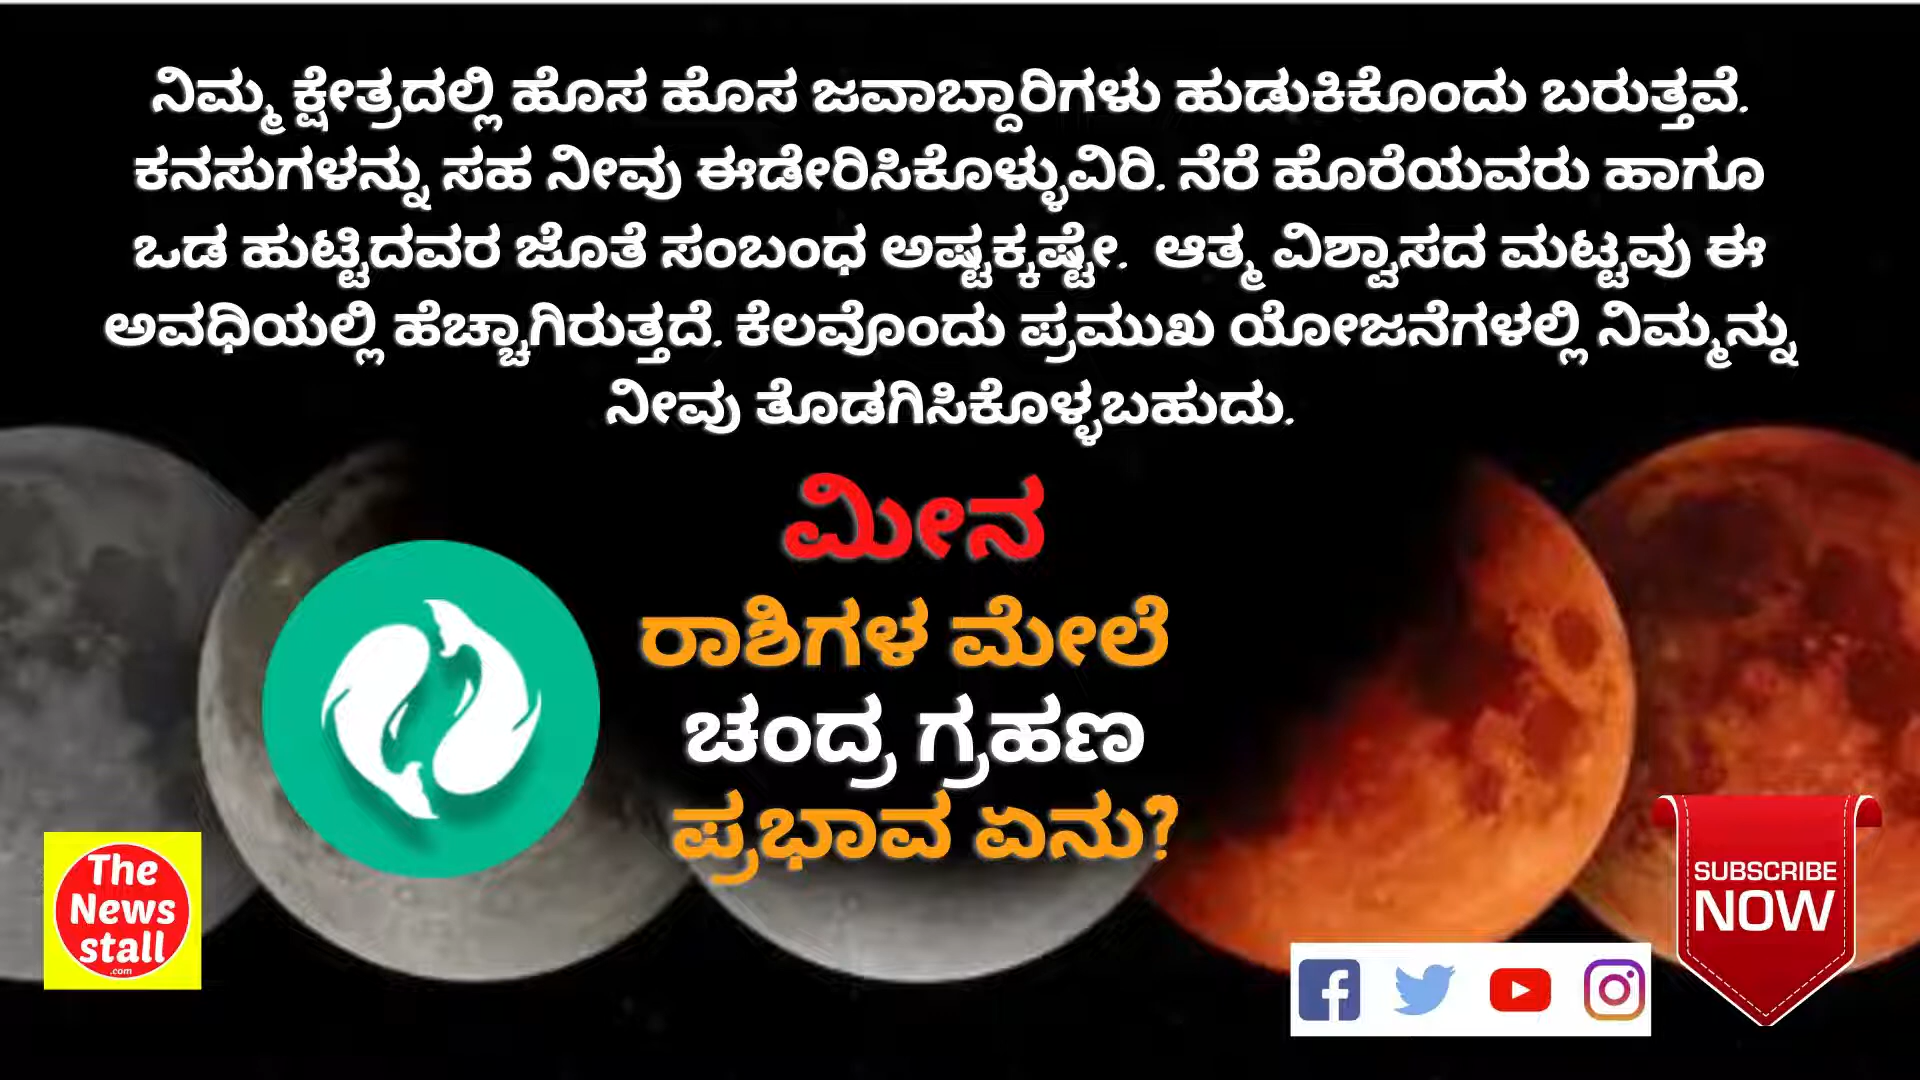 ನಿಮ್ಮ ಕ್ಷೇತ್ರದಲ್ಲಿ ಹೊಸ ಹೊಸ ಜವಾಬ್ದಾರಿಗಳು ಹುಡುಕಿಕೊಂದು ಬರುತ್ತವೆ.
ಕನಸುಗಳನ್ನು ಸಹ ನೀವು ಈಡೇರಿಸಿಕೊಳ್ಳುವಿರಿ. ನೆರೆ ಹೊರೆಯವರು ಹಾಗೂ
ಒಡ ಹುಟ್ಟಿದವರ ಜೊತೆ ಸಂಬಂಧ ಅಷ್ಟಕ್ಕಷ್ಟೇ. ಆತ್ಮ ವಿಶ್ವಾಸದ ಮಟ್ಟವು ಈ
ಅವಧಿಯಲ್ಲಿ ಹೆಚ್ಚಾಗಿರುತ್ತದೆ. ಕೆಲವೊಂದು ಪ್ರಮುಖ ಯೋಜನೆಗಳಲ್ಲಿ ನಿಮ್ಮನ್ನು
ನೀವು ತೊಡಗಿಸಿಕೊಳ್ಳಬಹುದು.
ಮೀನ
ರಾಶಿಗಳ ಮೇಲೆ
ಚಂದ್ರ ಗ್ರಹಣ
ಪ್ರಭಾವ ಏನು?
The
News
stall
.com
SUBSCRIBE
NOW